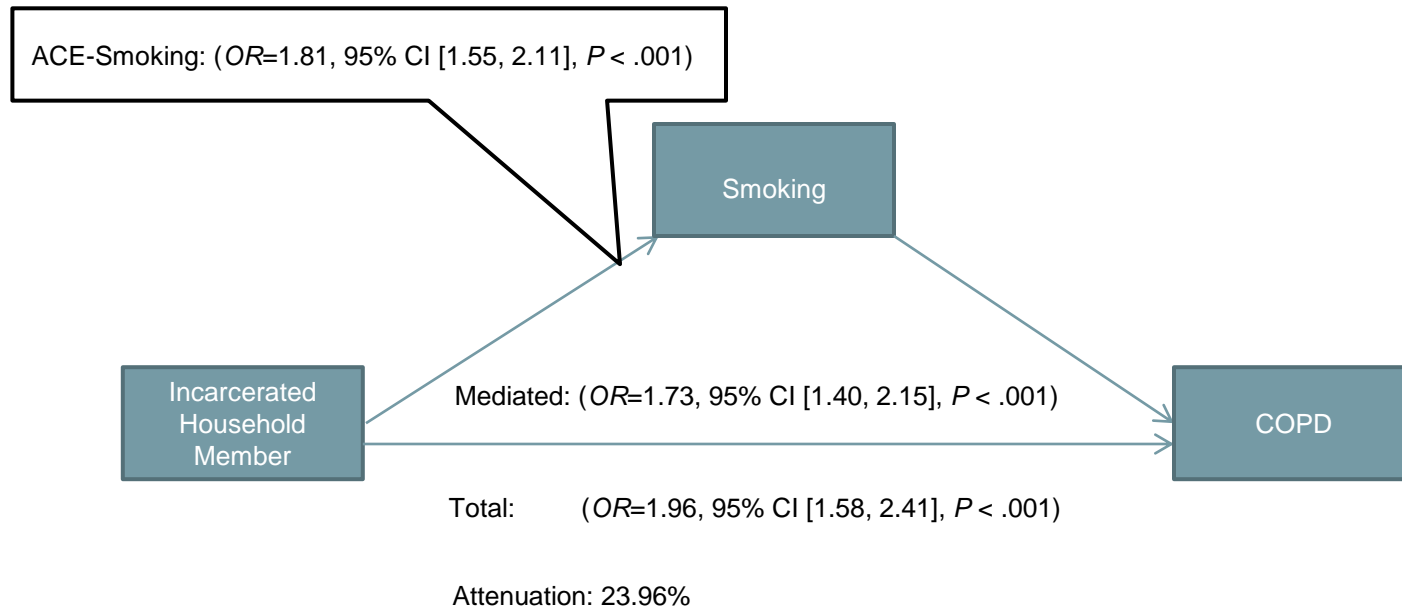 ACE-Smoking: (OR=1.81, 95% CI [1.55, 2.11], P < .001)
Smoking
Incarcerated
Household
Member
Mediated: (OR=1.73, 95% CI [1.40, 2.15], P < .001)
COPD
Total: (OR=1.96, 95% CI [1.58, 2.41], P < .001)
Attenuation: 23.96%